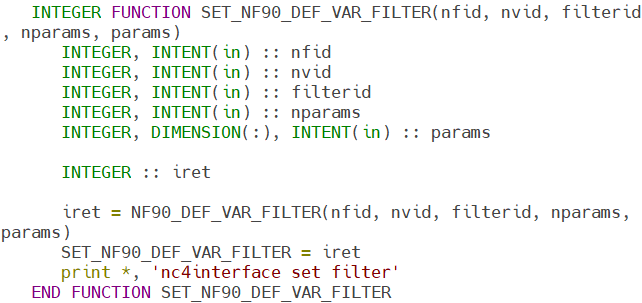 INTEGER FUNCTION SET_NF90_DEF_VAR_FILTER(nfid, nvid, filterid
, nparams, params)
INTEGER, INTENT(in) :: nfid
INTEGER, INTENT(in) :: nvid
INTEGER, INTENT(in) :: filterid
INTEGER, INTENT(in) :: nparams
INTEGER, DIMENSION(:), INTENT(in) :: params
INTEGER :: iret
iret = NF90_DEF_VAR_FILTER(nfid, nvid, filterid, nparams,
params)
SET_NF90_DEF_VAR_FILTER = iret
print *, 'nc4interface set filter'
END FUNCTION SET_NF90_DEF_VAR_FILTER